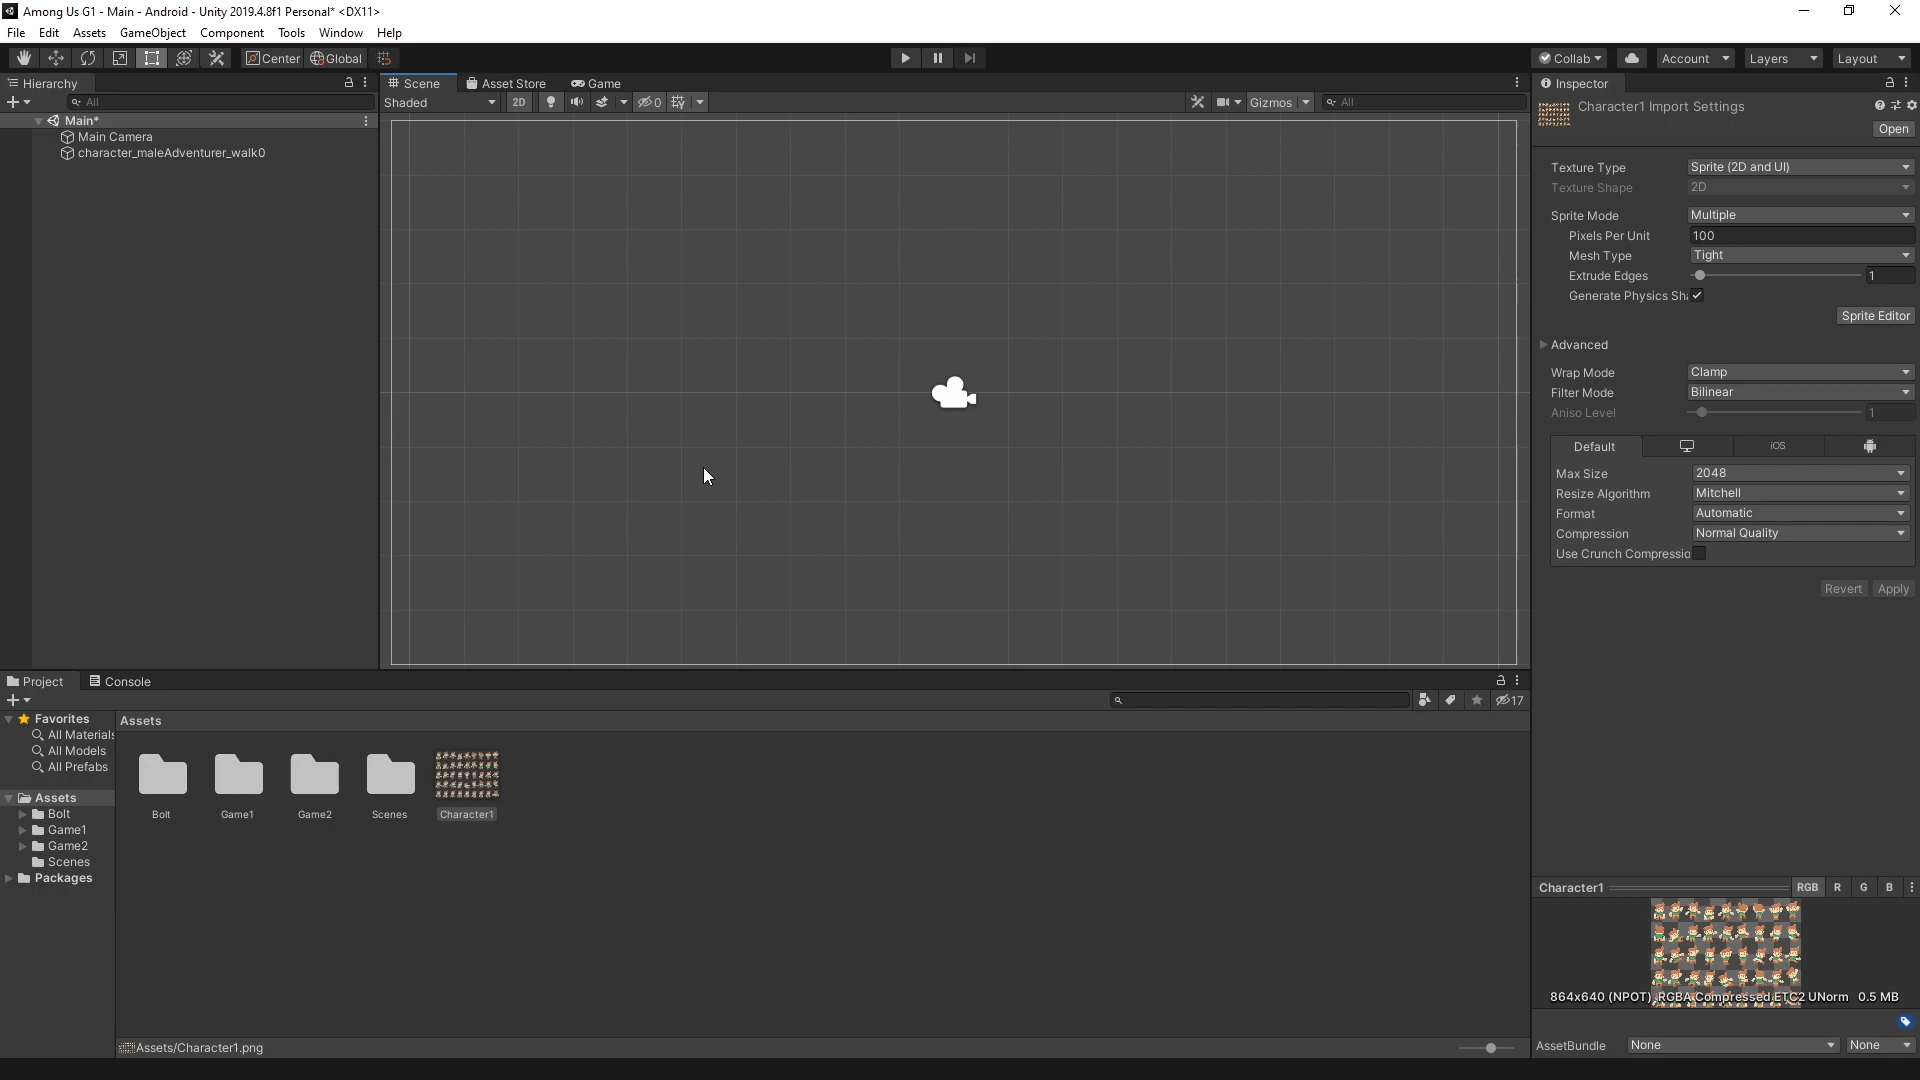 Among Us G1 - Main - Android - Unity 2019.4.8f1 Personal* <DX11>
File Edit Assets GameObject Component Tools Window Help
Center Global Collab Account Layers Layout
Hierarchy
All
Main*
Main Camera
character_maleAdventurer_walk0
Scene Asset Store Game
Shaded 2D 0 Gizmos All
Inspector
Character1 Import Settings
Open
Texture Type Sprite (2D and UI)
Texture Shape 2D
Sprite Mode Multiple
Pixels Per Unit 100
Mesh Type Tight
Extrude Edges 1
Generate Physics Sh
Sprite Editor
Advanced
Wrap Mode Clamp
Filter Mode Bilinear
Aniso Level 1
Default iOS
Max Size 2048
Resize Algorithm Mitchell
Format Automatic
Compression Normal Quality
Use Crunch Compressio
Revert Apply
Project Console
17
Favorites
All Materials
All Models
All Prefabs
Assets
Bolt
Game1
Game2
Scenes
Packages
Assets
Bolt Game1 Game2 Scenes Character1
Assets/Character1.png
Character1 RGB R G B
864x640 (NPOT) RGBA Compressed ETC2 UNorm 0.5 MB
AssetBundle None None